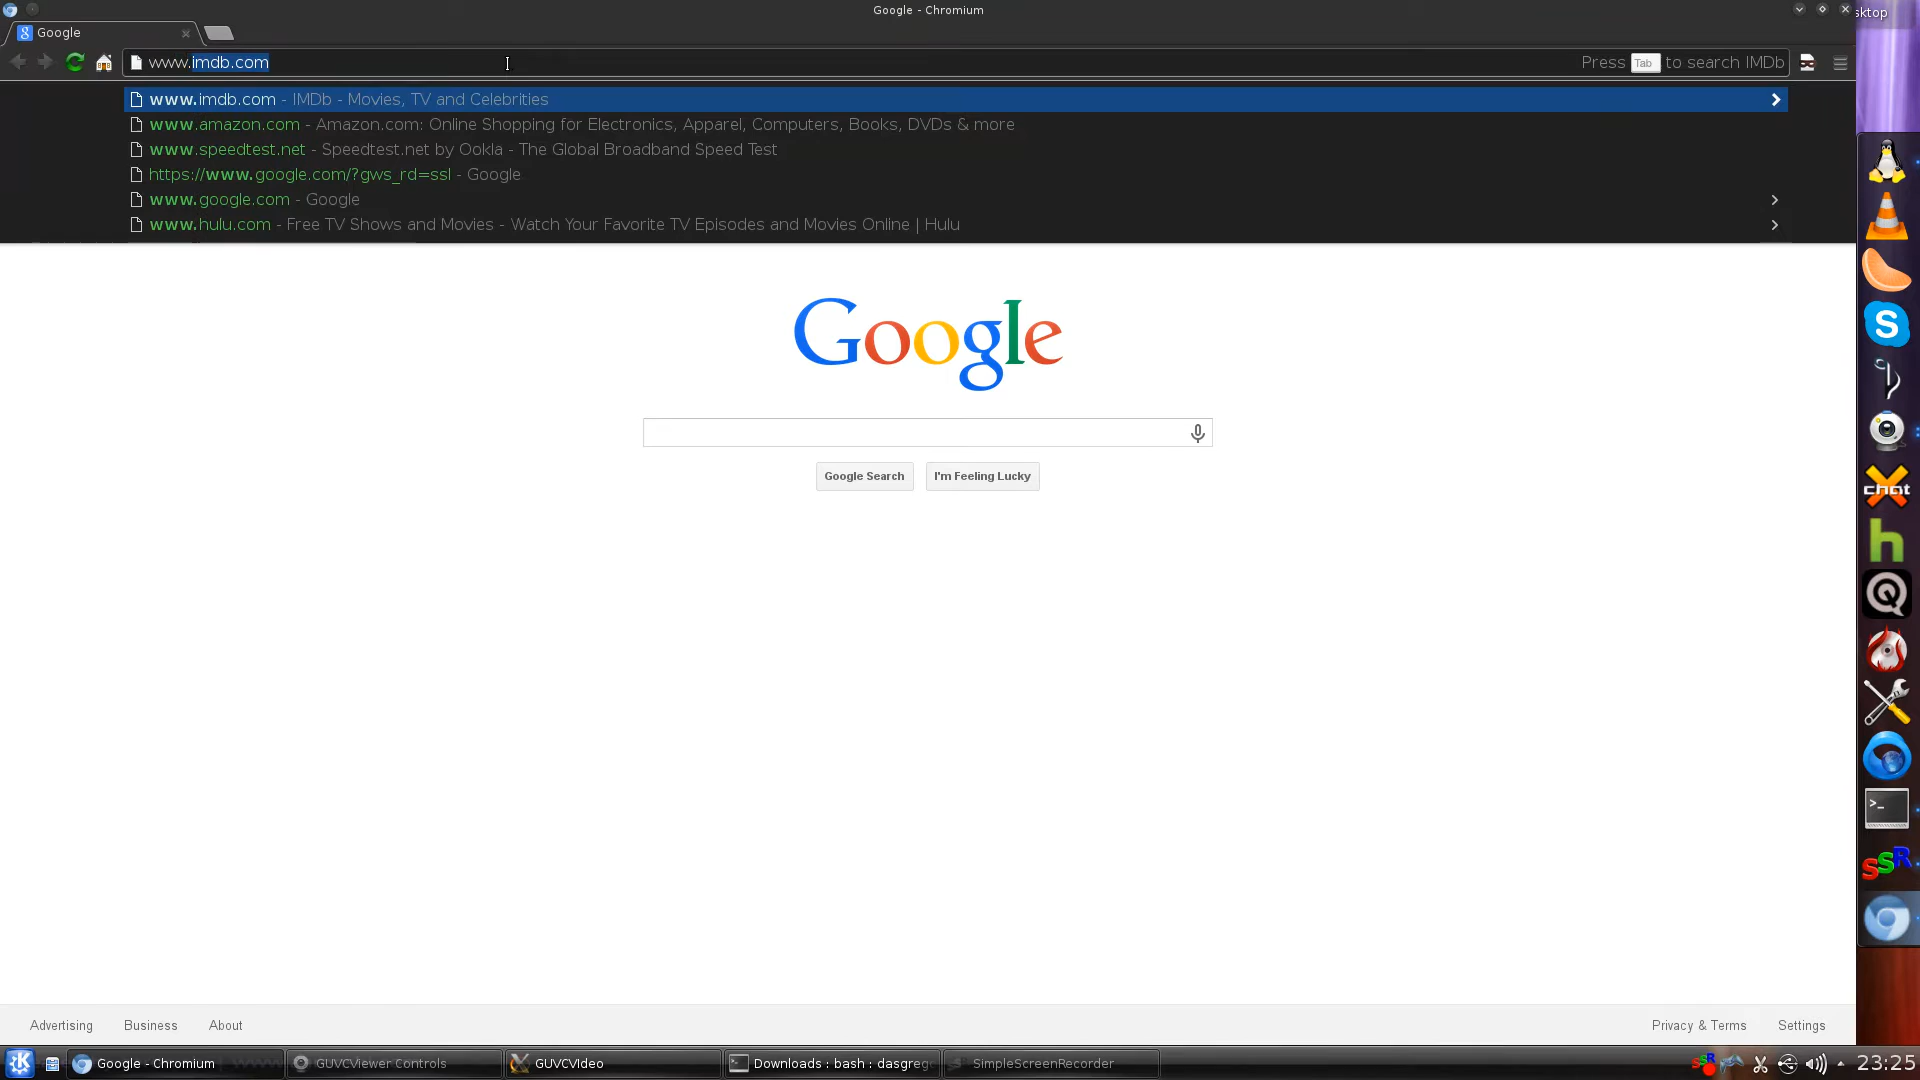 Google - Chromium
sktop
Google
www.imdb.com
Press Tab to search IMDb
www.imdb.com - IMDb - Movies, TV and Celebrities
www.amazon.com - Amazon.com: Online Shopping for Electronics, Apparel, Computers, Books, DVDs & more
www.speedtest.net - Speedtest.net by Ookla - The Global Broadband Speed Test
https://www.google.com/?gws_rd=ssl - Google
www.google.com - Google
www.hulu.com - Free TV Shows and Movies - Watch Your Favorite TV Episodes and Movies Online | Hulu
Google
Google Search
I'm Feeling Lucky
chat
h
SSR
Advertising Business About
Privacy & Terms Settings
Google - Chromium
GUVCViewer Controls
GUVCVIdeo
Downloads : bash : dasgreg
SimpleScreenRecorder
23:25